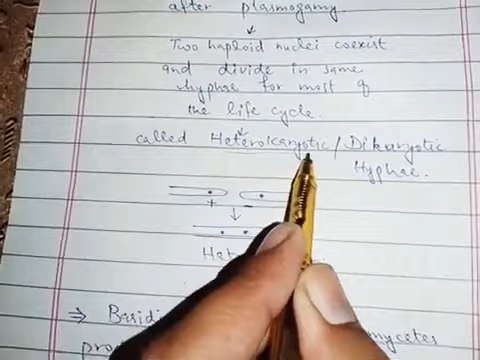 after plasmogamy.
Two haploid nuclei coexist
and divide in same
hyphae for most of
the life cycle.
called Heterokaryotic / Dikaryotic
Hyphae.
+ -